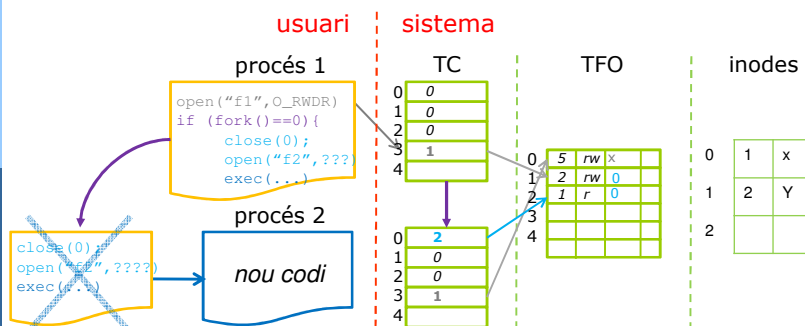 usuari sistema
procés 1 TC TFO inodes
open("f1",O_RWDR)
if (fork()==0){
close(0);
open("f2",???)
exec(...)
0 0
1 0
2 0
3 1
4
0 5 rw x
1 2 rw 0
2 1 r 0
3
4
0 1 x
1 2 Y
2
procés 2
close(0);
open("f2",????)
exec(...)
nou codi
0 2
1 0
2 0
3 1
4